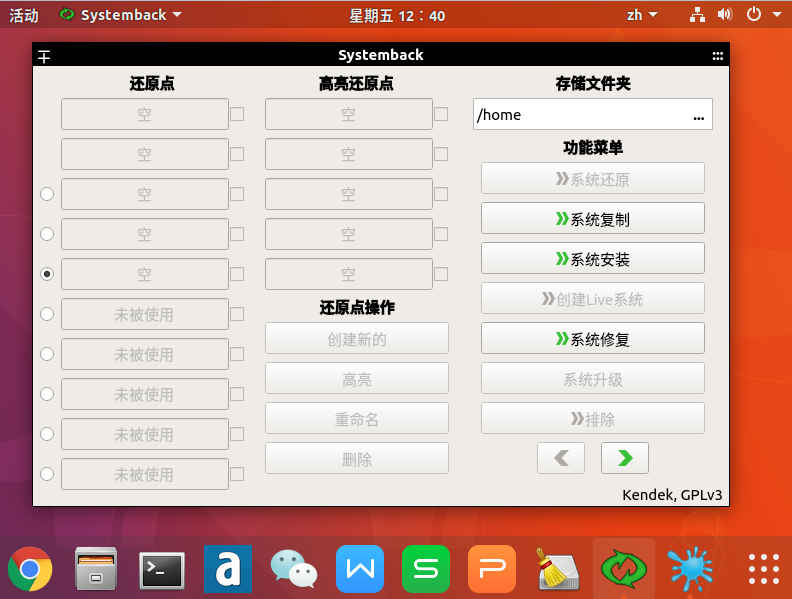 活动 Systemback 星期五 12：40 zh
Systemback
还原点
空
空
空
空
空
未被使用
未被使用
未被使用
未被使用
未被使用
高亮还原点
空
空
空
空
空
还原点操作
创建新的
高亮
重命名
删除
存储文件夹
/home ...
功能菜单
系统还原
系统复制
系统安装
创建Live系统
系统修复
系统升级
排除
Kendek, GPLv3
>_ a W S P